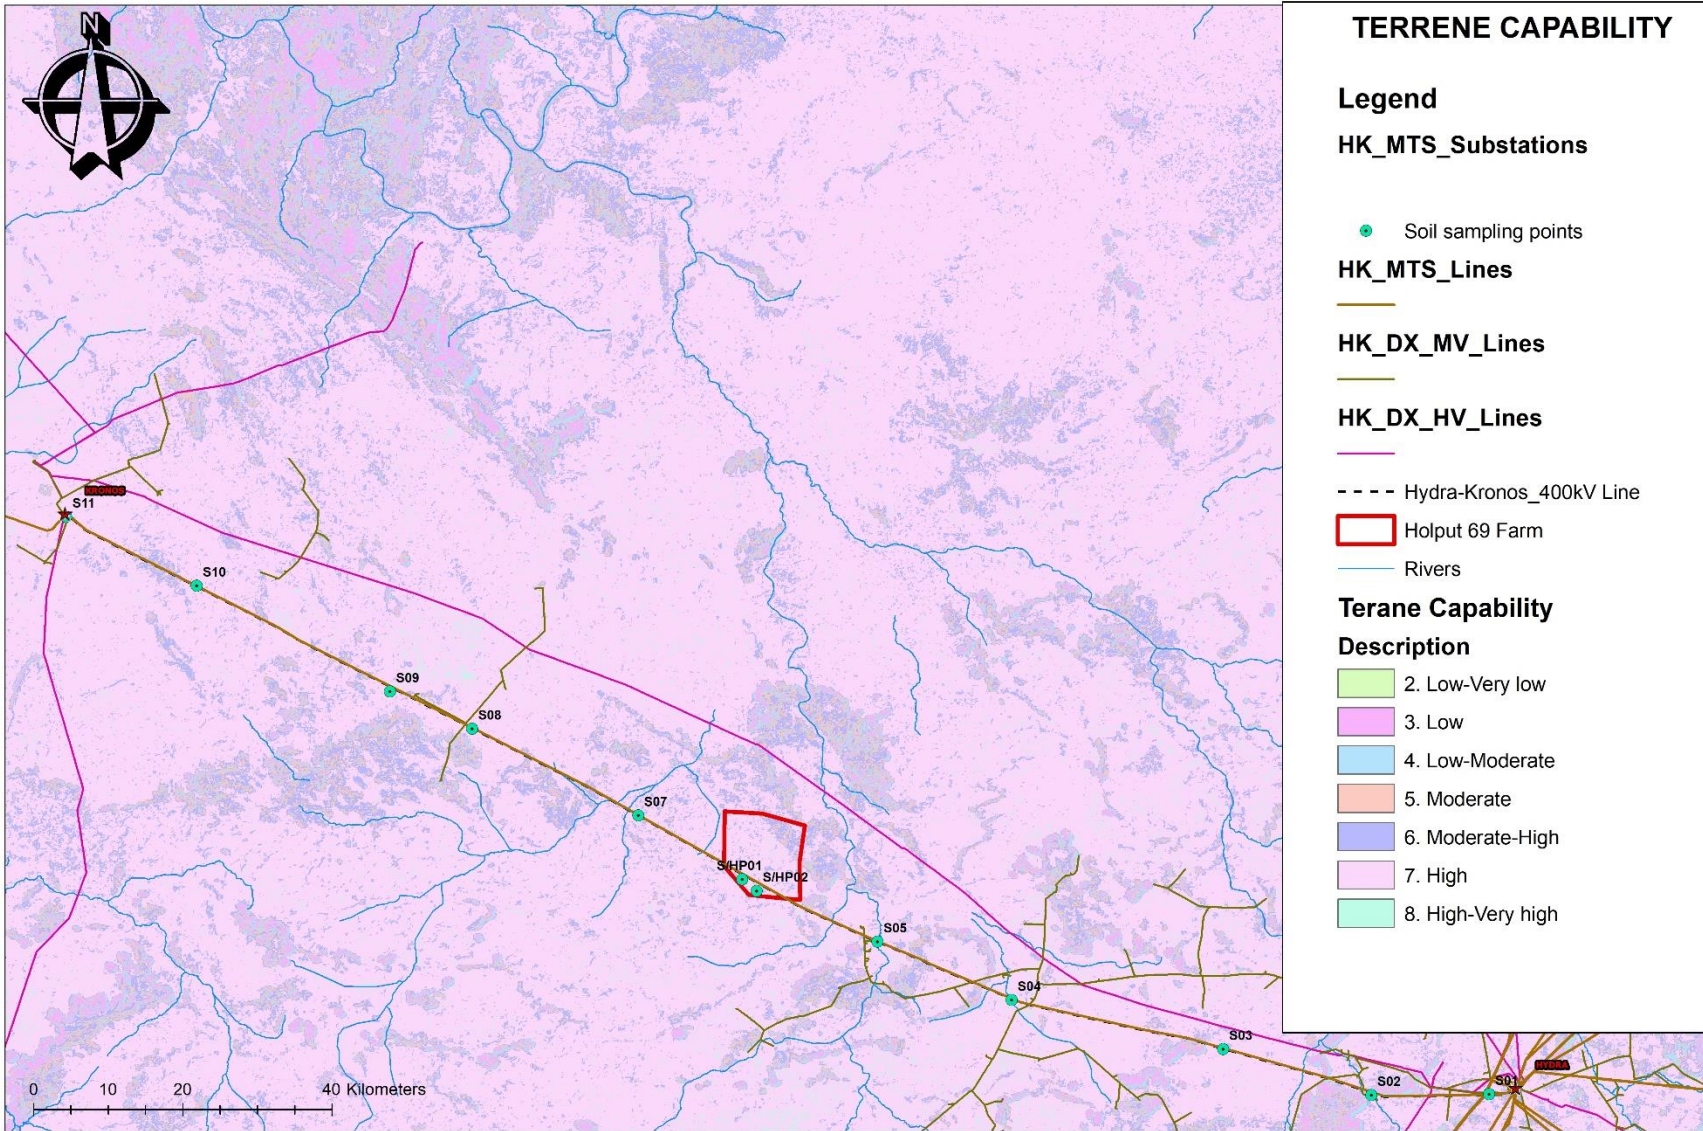 N
TERRENE CAPABILITY
Legend
HK_MTS_Substations
Soil sampling points
HK_MTS_Lines
HK_DX_MV_Lines
HK_DX_HV_Lines
Hydra-Kronos_400kV Line
Holput 69 Farm
Rivers
Terane Capability
Description
2. Low-Very low
3. Low
4. Low-Moderate
5. Moderate
6. Moderate-High
7. High
8. High-Very high
KRONOS
S11
S10
S09
S08
S07
S/HP01
S/HP02
S05
S04
S03
HYDRA
S02
S01
0 10 20 40 Kilometers